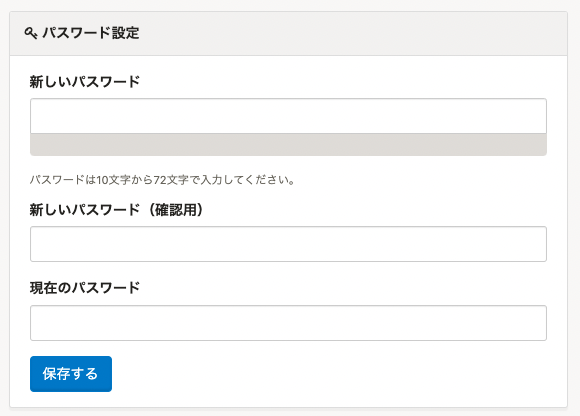 パスワード設定
新しいパスワード
パスワードは10文字から72文字で入力してください。
新しいパスワード（確認用）
現在のパスワード
保存する